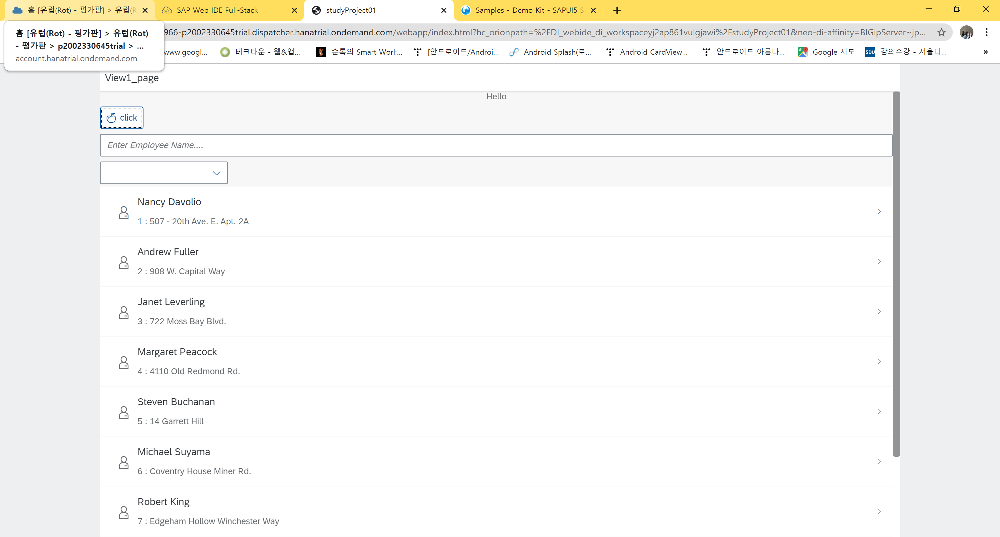 홈 [유럽(Rot) - 평가판] > 유럽(R
SAP Web IDE Full-Stack
studyProject01
Samples - Demo Kit - SAPUI5 S
홈 [유럽(Rot) - 평가판] > 유럽(Rot)
- 평가판 > p2002330645trial > ...
account.hanatrial.ondemand.com
966-p2002330645trial.dispatcher.hanatrial.ondemand.com/webapp/index.html?hc_orionpath=%2FDI_webide_di_workspaceyj2ap861vulgjawi%2FstudyProject01&neo-di-affinity=BIGipServer~jp...
www.googl...
테크타운 - 웹&앱...
순록의 Smart Worl:...
[안드로이드/Androi...
Android Splash(로...
Android CardView...
안드로이드 아름다...
Google 지도
SDU 강의수강 - 서울디...
»
View1_page
Hello
click
Enter Employee Name....
Nancy Davolio
1 : 507 - 20th Ave. E. Apt. 2A
Andrew Fuller
2 : 908 W. Capital Way
Janet Leverling
3 : 722 Moss Bay Blvd.
Margaret Peacock
4 : 4110 Old Redmond Rd.
Steven Buchanan
5 : 14 Garrett Hill
Michael Suyama
6 : Coventry House Miner Rd.
Robert King
7 : Edgeham Hollow Winchester Way